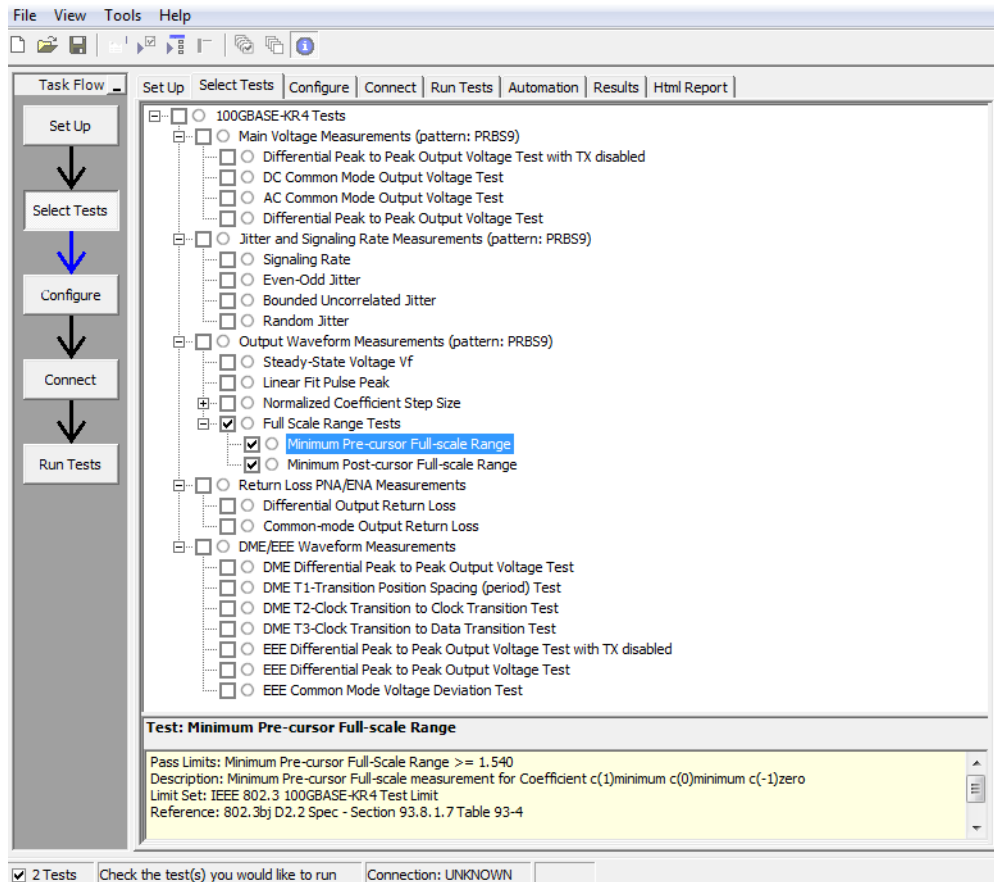 File View Tools Help
Task Flow
Set Up Select Tests Configure Connect Run Tests Automation Results Html Report
Set Up
Select Tests
Configure
Connect
Run Tests
100GBASE-KR4 Tests
Main Voltage Measurements (pattern: PRBS9)
Differential Peak to Peak Output Voltage Test with TX disabled
DC Common Mode Output Voltage Test
AC Common Mode Output Voltage Test
Differential Peak to Peak Output Voltage Test
Jitter and Signaling Rate Measurements (pattern: PRBS9)
Signaling Rate
Even-Odd Jitter
Bounded Uncorrelated Jitter
Random Jitter
Output Waveform Measurements (pattern: PRBS9)
Steady-State Voltage Vf
Linear Fit Pulse Peak
Normalized Coefficient Step Size
Full Scale Range Tests
Minimum Pre-cursor Full-scale Range
Minimum Post-cursor Full-scale Range
Return Loss PNA/ENA Measurements
Differential Output Return Loss
Common-mode Output Return Loss
DME/EEE Waveform Measurements
DME Differential Peak to Peak Output Voltage Test
DME T1-Transition Position Spacing (period) Test
DME T2-Clock Transition to Clock Transition Test
DME T3-Clock Transition to Data Transition Test
EEE Differential Peak to Peak Output Voltage Test with TX disabled
EEE Differential Peak to Peak Output Voltage Test
EEE Common Mode Voltage Deviation Test
Test: Minimum Pre-cursor Full-scale Range
Pass Limits: Minimum Pre-cursor Full-Scale Range >= 1.540
Description: Minimum Pre-cursor Full-scale measurement for Coefficient c(1)minimum c(0)minimum c(-1)zero
Limit Set: IEEE 802.3 100GBASE-KR4 Test Limit
Reference: 802.3bj D2.2 Spec - Section 93.8.1.7 Table 93-4
2 Tests Check the test(s) you would like to run Connection: UNKNOWN